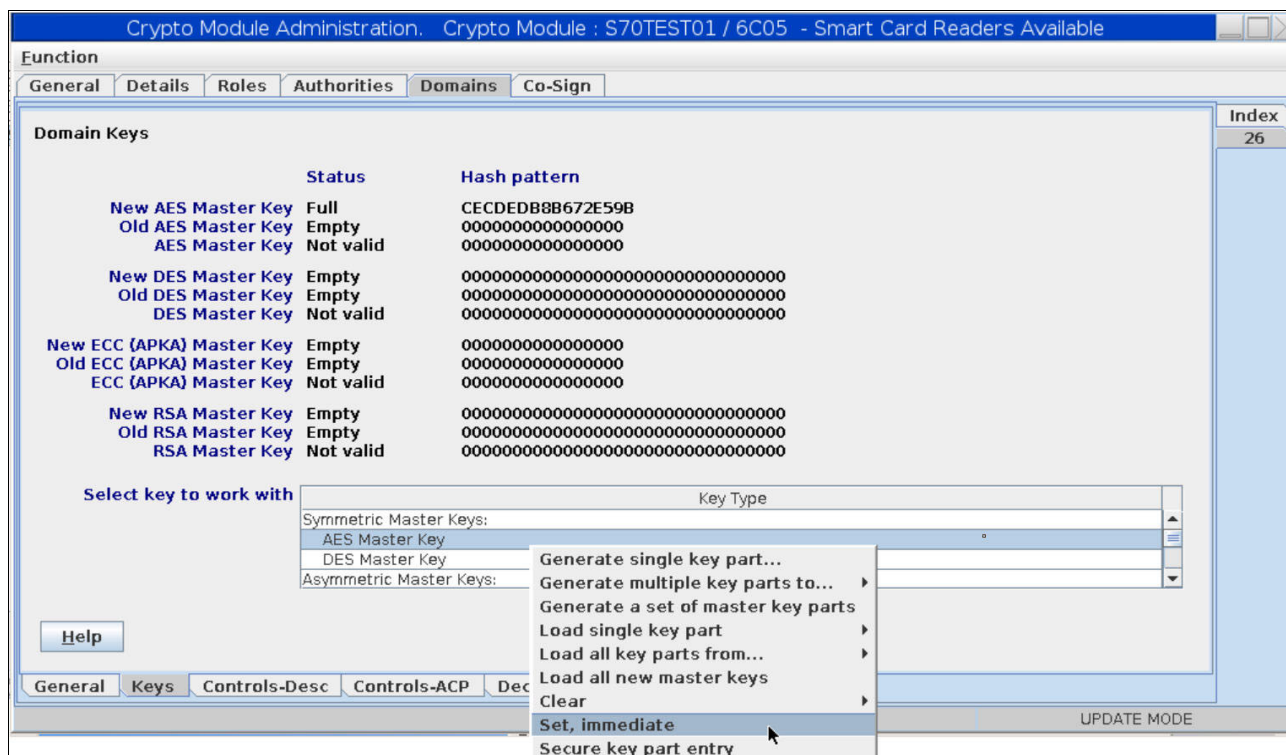 Crypto Module Administration. Crypto Module : S70TEST01 / 6C05 - Smart Card Readers Available
Function
General Details Roles Authorities Domains Co-Sign
Index
26
Domain Keys
Status Hash pattern
New AES Master Key Full CECDEDB8B672E59B
Old AES Master Key Empty 0000000000000000
AES Master Key Not valid 0000000000000000
New DES Master Key Empty 00000000000000000000000000000000
Old DES Master Key Empty 00000000000000000000000000000000
DES Master Key Not valid 00000000000000000000000000000000
New ECC (APKA) Master Key Empty 0000000000000000
Old ECC (APKA) Master Key Empty 0000000000000000
ECC (APKA) Master Key Not valid 0000000000000000
New RSA Master Key Empty 00000000000000000000000000000000
Old RSA Master Key Empty 00000000000000000000000000000000
RSA Master Key Not valid 00000000000000000000000000000000
Select key to work with Key Type
Symmetric Master Keys:
AES Master Key
DES Master Key
Asymmetric Master Keys:
Generate single key part...
Generate multiple key parts to...
Generate a set of master key parts
Load single key part
Load all key parts from...
Load all new master keys
Clear
Set, immediate
Secure key part entry
Help
General Keys Controls-Desc Controls-ACP Dec
UPDATE MODE